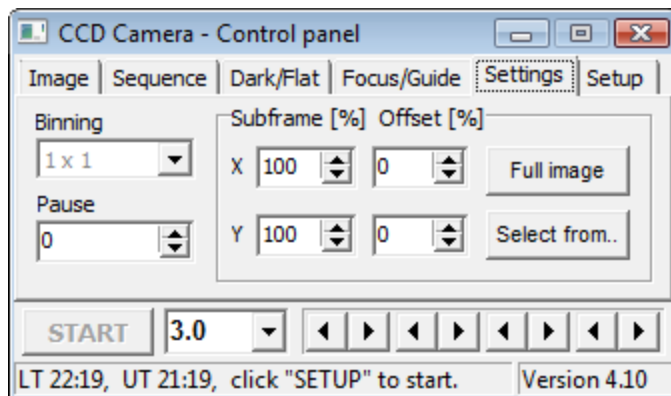 CCD Camera - Control panel
Image Sequence Dark/Flat Focus/Guide Settings Setup
Binning Subframe [%] Offset [%]
1 x 1 X 100 0 Full image
Pause
0 Y 100 0 Select from..
START 3.0
LT 22:19, UT 21:19, click "SETUP" to start. Version 4.10